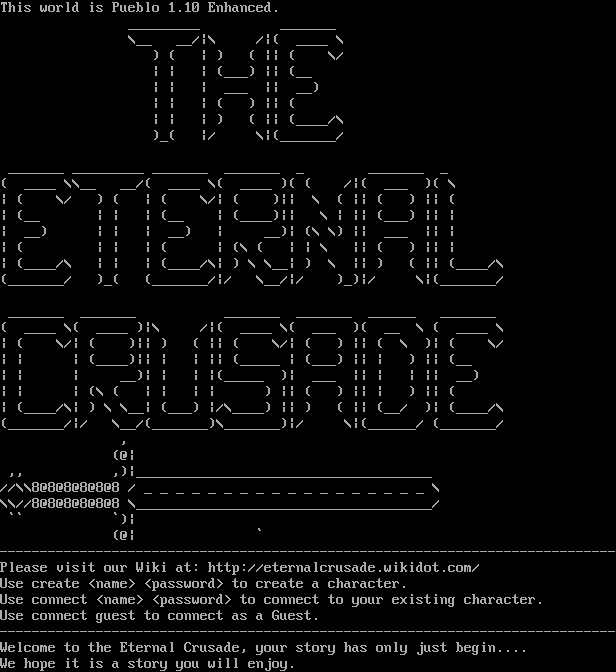 This world is Pueblo 1.10 Enhanced.
THE
ETERNAL
CRUSADE
Please visit our Wiki at: http://eternalcrusade.wikidot.com/
Use create <name> <password> to create a character.
Use connect <name> <password> to connect to your existing character.
Use connect guest to connect as a Guest.
Welcome to the Eternal Crusade, your story has only just begin....
We hope it is a story you will enjoy.